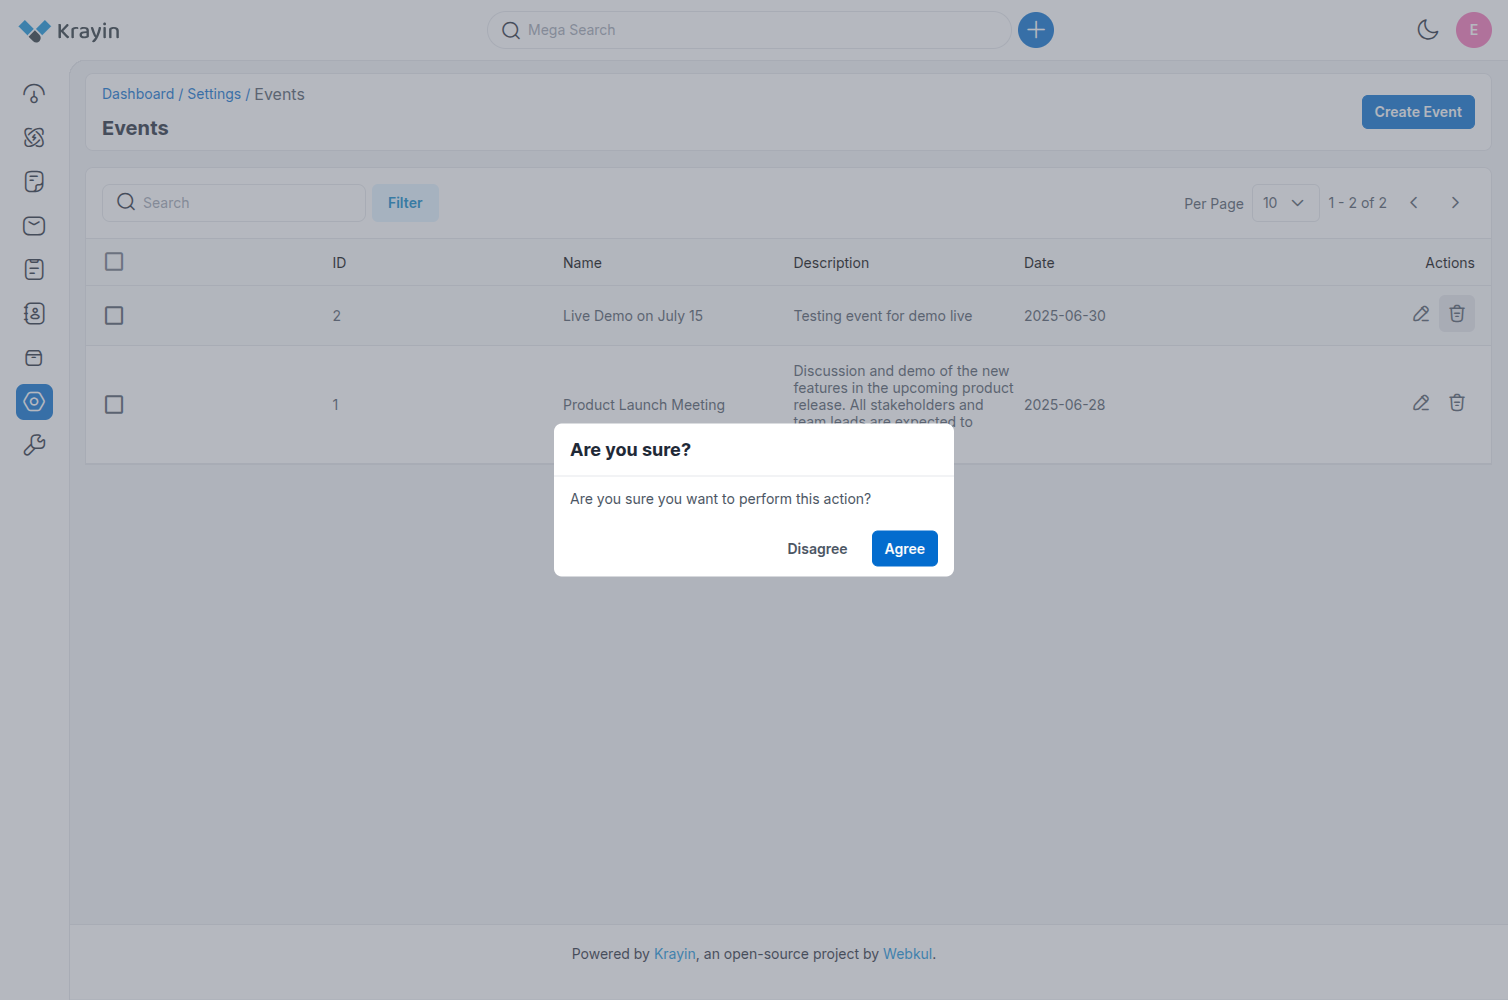 Krayin
Mega Search
E
Dashboard / Settings / Events
Events
Create Event
Search
Filter
Per Page
10
1 - 2 of 2
ID
Name
Description
Date
Actions
2
Live Demo on July 15
Testing event for demo live
2025-06-30
1
Product Launch Meeting
Discussion and demo of the new
features in the upcoming product
release. All stakeholders and
team leads are expected to
2025-06-28
Are you sure?
Are you sure you want to perform this action?
Disagree
Agree
Powered by Krayin, an open-source project by Webkul.